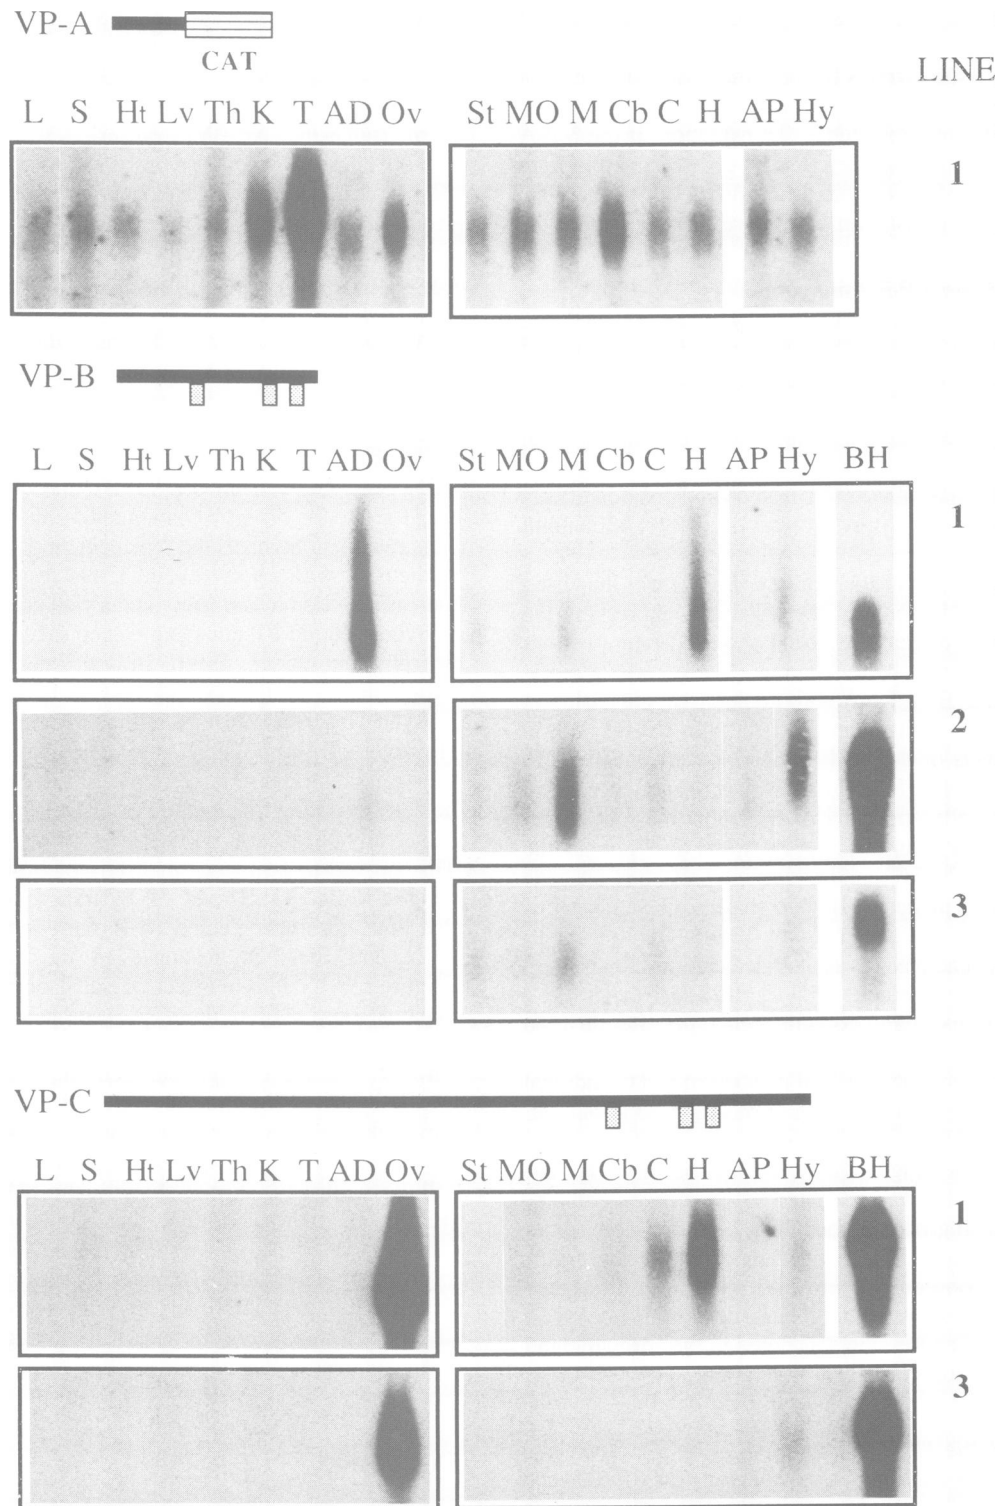 VP-A
CAT
LINE
L S Ht Lv Th K T AD Ov St MO M Cb C H AP Hy
1
VP-B
L S Ht Lv Th K T AD Ov St MO M Cb C H AP Hy BH
1
2
3
VP-C
L S Ht Lv Th K T AD Ov St MO M Cb C H AP Hy BH
1
3